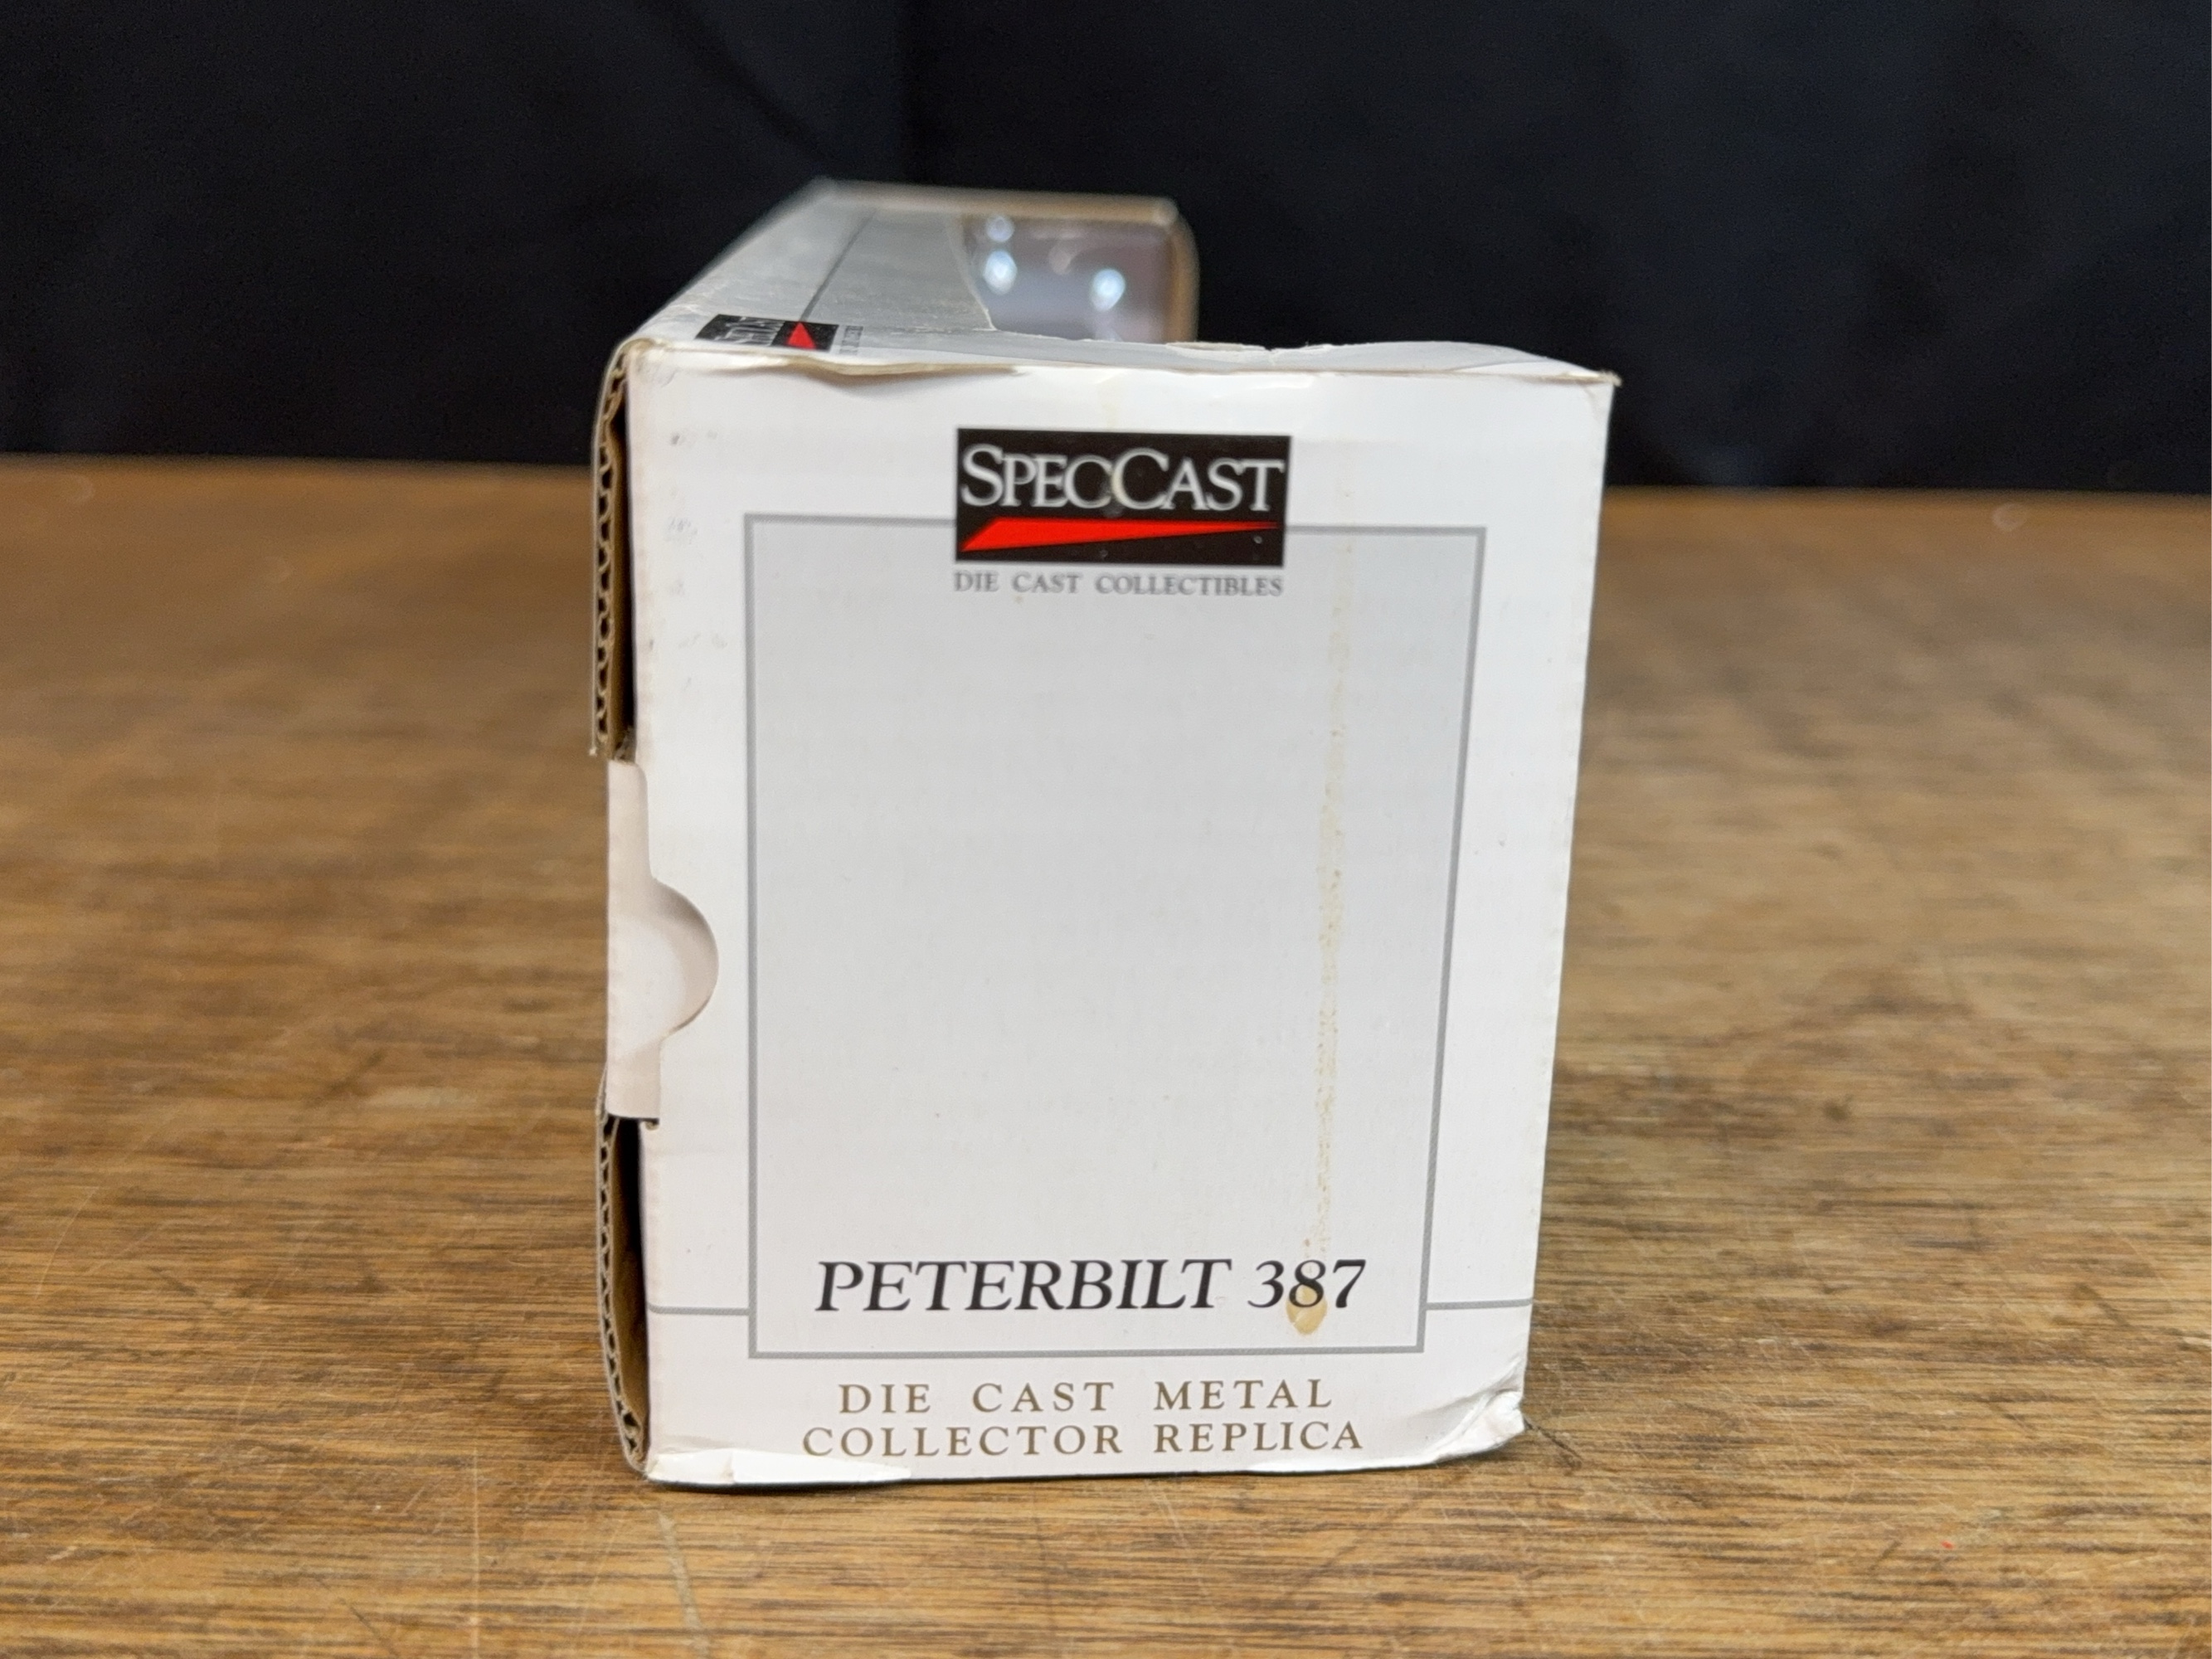 SPECCAST
DIE CAST COLLECTIBLES
PETERBILT 387
DIE CAST METAL
COLLECTOR REPLICA